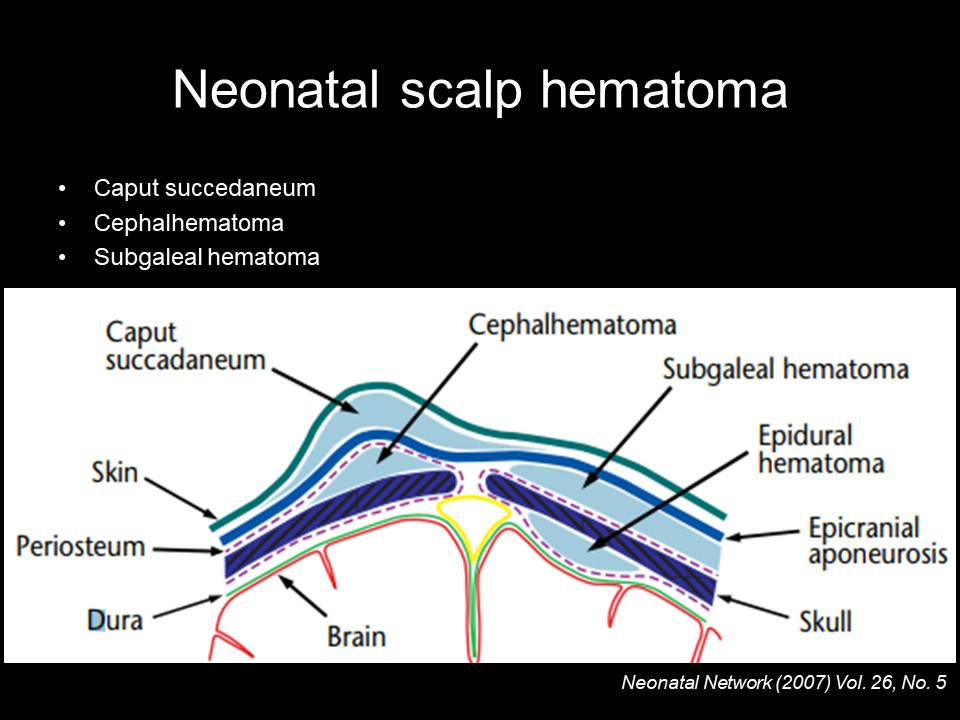 Neonatal scalp hematoma
• Caput succedaneum
• Cephalhematoma
• Subgaleal hematoma
Caput
succadaneum
Cephalhematoma
Subgaleal hematoma
Epidural
hematoma
Skin
Periosteum
Epicranial
aponeurosis
Dura
Brain
Skull
Neonatal Network (2007) Vol. 26, No. 5